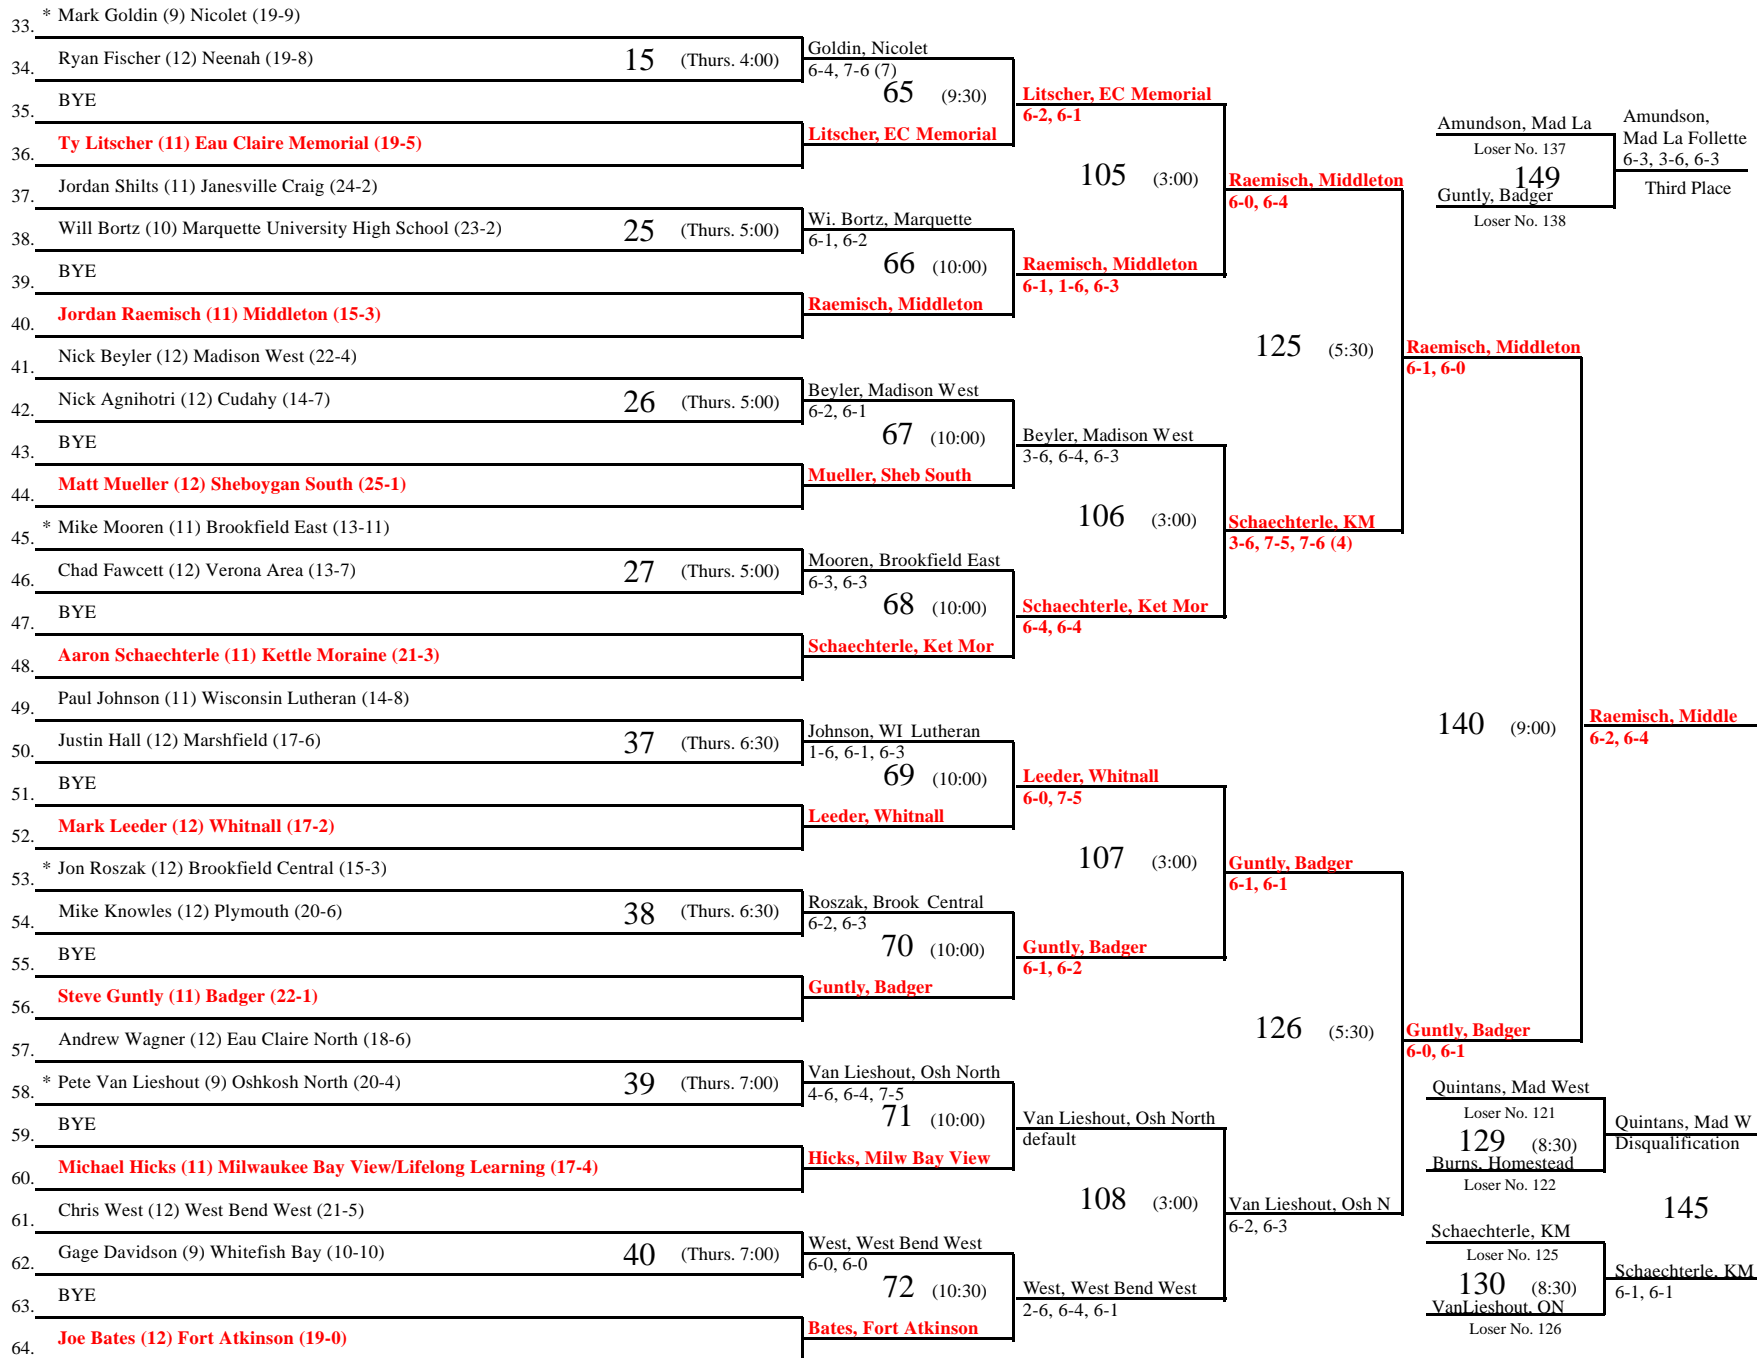 33. * Mark Goldin (9) Nicolet (19-9)
34. Ryan Fischer (12) Neenah (19-8)
15 (Thurs. 4:00)
Goldin, Nicolet
6-4, 7-6 (7)
35. BYE
65 (9:30)
Litscher, EC Memorial
6-2, 6-1
36. Ty Litscher (11) Eau Claire Memorial (19-5)
Litscher, EC Memorial
Amundson, Mad La
Loser No. 137
149
Guntly, Badger
Loser No. 138
Amundson,
Mad La Follette
6-3, 3-6, 6-3
Third Place
37. Jordan Shilts (11) Janesville Craig (24-2)
105 (3:00)
Raemisch, Middleton
6-0, 6-4
38. Will Bortz (10) Marquette University High School (23-2)
25 (Thurs. 5:00)
Wi. Bortz, Marquette
6-1, 6-2
39. BYE
66 (10:00)
Raemisch, Middleton
6-1, 1-6, 6-3
40. Jordan Raemisch (11) Middleton (15-3)
Raemisch, Middleton
41. Nick Beyler (12) Madison West (22-4)
125 (5:30)
Raemisch, Middleton
6-1, 6-0
42. Nick Agnihotri (12) Cudahy (14-7)
26 (Thurs. 5:00)
Beyler, Madison West
6-2, 6-1
43. BYE
67 (10:00)
Beyler, Madison West
3-6, 6-4, 6-3
44. Matt Mueller (12) Sheboygan South (25-1)
Mueller, Sheb South
45. * Mike Mooren (11) Brookfield East (13-11)
106 (3:00)
Schaechterle, KM
3-6, 7-5, 7-6 (4)
46. Chad Fawcett (12) Verona Area (13-7)
27 (Thurs. 5:00)
Mooren, Brookfield East
6-3, 6-3
47. BYE
68 (10:00)
Schaechterle, Ket Mor
6-4, 6-4
48. Aaron Schaechterle (11) Kettle Moraine (21-3)
Schaechterle, Ket Mor
49. Paul Johnson (11) Wisconsin Lutheran (14-8)
140 (9:00)
Raemisch, Middle
6-2, 6-4
50. Justin Hall (12) Marshfield (17-6)
37 (Thurs. 6:30)
Johnson, WI Lutheran
1-6, 6-1, 6-3
51. BYE
69 (10:00)
Leeder, Whitnall
6-0, 7-5
52. Mark Leeder (12) Whitnall (17-2)
Leeder, Whitnall
53. * Jon Roszak (12) Brookfield Central (15-3)
107 (3:00)
Guntly, Badger
6-1, 6-1
54. Mike Knowles (12) Plymouth (20-6)
38 (Thurs. 6:30)
Roszak, Brook Central
6-2, 6-3
55. BYE
70 (10:00)
Guntly, Badger
6-1, 6-2
56. Steve Guntly (11) Badger (22-1)
Guntly, Badger
57. Andrew Wagner (12) Eau Claire North (18-6)
126 (5:30)
Guntly, Badger
6-0, 6-1
58. * Pete Van Lieshout (9) Oshkosh North (20-4)
39 (Thurs. 7:00)
Van Lieshout, Osh North
4-6, 6-4, 7-5
59. BYE
71 (10:00)
Van Lieshout, Osh North
default
60. Michael Hicks (11) Milwaukee Bay View/Lifelong Learning (17-4)
Hicks, Milw Bay View
Quintans, Mad West
Loser No. 121
129 (8:30)
Burns, Homestead
Loser No. 122
Quintans, Mad W
Disqualification
61. Chris West (12) West Bend West (21-5)
108 (3:00)
Van Lieshout, Osh N
6-2, 6-3
145
62. Gage Davidson (9) Whitefish Bay (10-10)
40 (Thurs. 7:00)
West, West Bend West
6-0, 6-0
63. BYE
72 (10:30)
West, West Bend West
2-6, 6-4, 6-1
64. Joe Bates (12) Fort Atkinson (19-0)
Bates, Fort Atkinson
Schaechterle, KM
Loser No. 125
130 (8:30)
VanLieshout, ON
Loser No. 126
Schaechterle, KM
6-1, 6-1